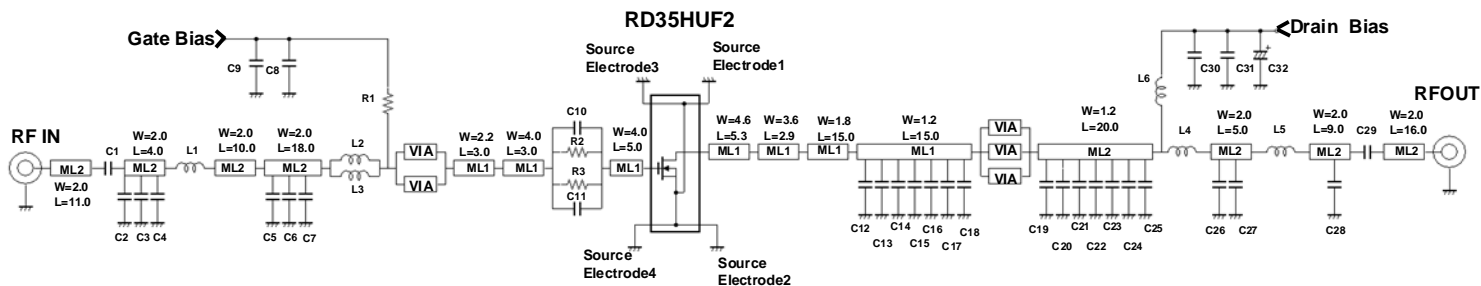 RD35HUF2
Gate Bias
Drain Bias
Source
Electrode3
Source
Electrode1
C9
C8
C30
C31
C32
+
L6
R1
RF IN
RFOUT
ML2
W=2.0
L=11.0
C1
W=2.0
L=4.0
ML2
C2
C3
C4
L1
W=2.0
L=10.0
ML2
W=2.0
L=18.0
ML2
C5
C6
C7
L2
L3
VIA
VIA
W=2.2
L=3.0
ML1
W=4.0
L=3.0
ML1
C10
R2
R3
C11
W=4.0
L=5.0
ML1
Source
Electrode4
Source
Electrode2
W=4.6
L=5.3
ML1
W=3.6
L=2.9
ML1
W=1.8
L=15.0
ML1
W=1.2
L=15.0
ML1
C12
C13
C14
C15
C16
C17
C18
VIA
VIA
VIA
W=1.2
L=20.0
ML2
C19
C20
C21
C22
C23
C24
C25
L4
W=2.0
L=5.0
ML2
C26
C27
L5
W=2.0
L=9.0
ML2
C28
C29
W=2.0
L=16.0
ML2